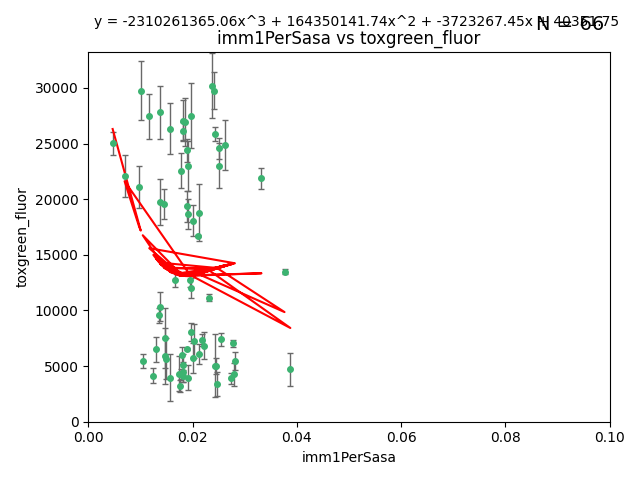 y = -2310261365.06x^3 + 164350141.74x^2 + -3723267.45x + 40351.75
N = 66
imm1PerSasa vs toxgreen_fluor
30000
25000
20000
15000
10000
5000
0
toxgreen_fluor
0.00 0.02 0.04 0.06 0.08 0.10
imm1PerSasa